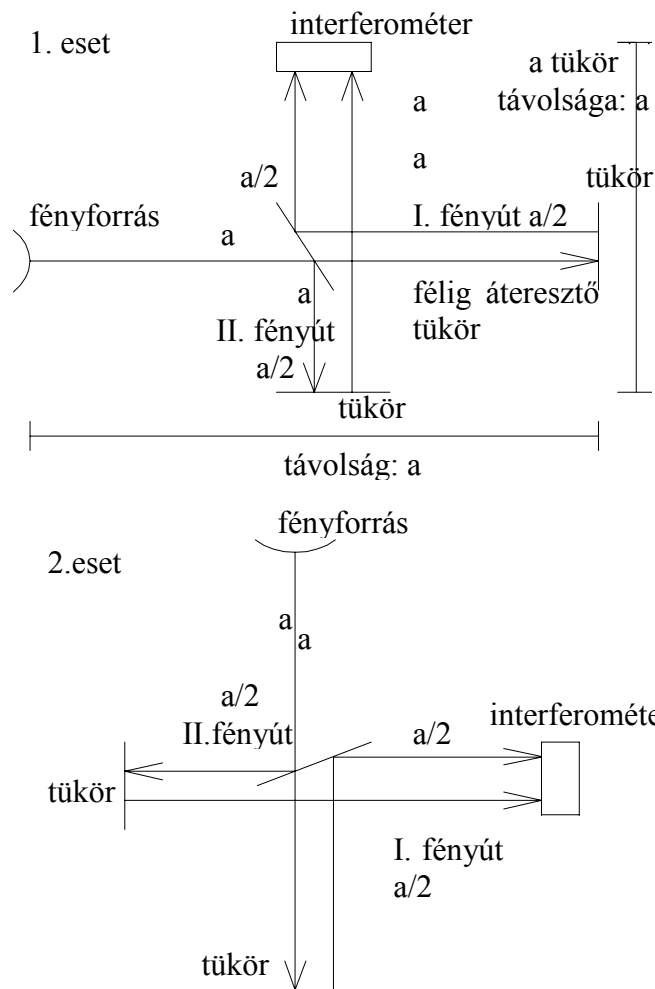 interferométer
1. eset
a tükör
távolsága: a
a
a
a/2
tükör
fényforrás
I. fényút a/2
a
félig áteresztő
tükör
a
II. fényút
a/2
tükör
távolság: a
fényforrás
2.eset
a
a
a/2
II.fényút
a/2
interferométe
tükör
I. fényút
a/2
tükör